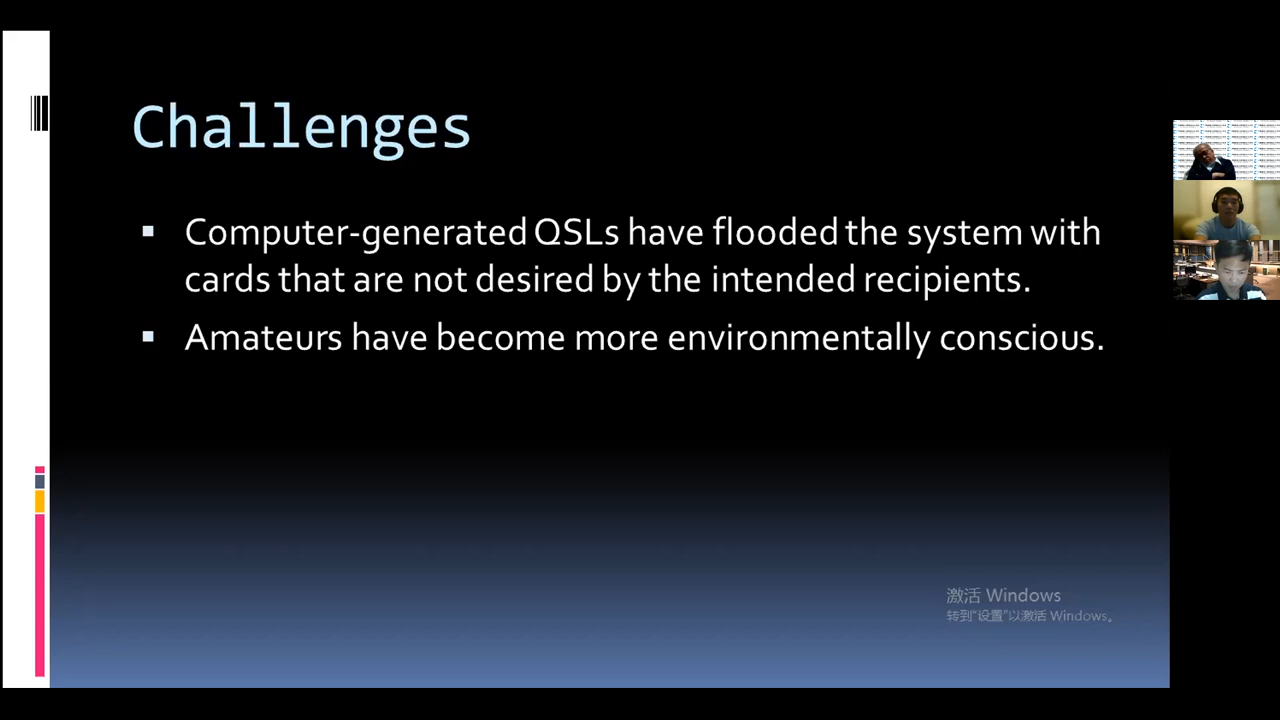 Challenges
Computer-generated QSLs have flooded the system with
cards that are not desired by the intended recipients.
Amateurs have become more environmentally conscious.
激活 Windows
转到“设置”以激活 Windows。